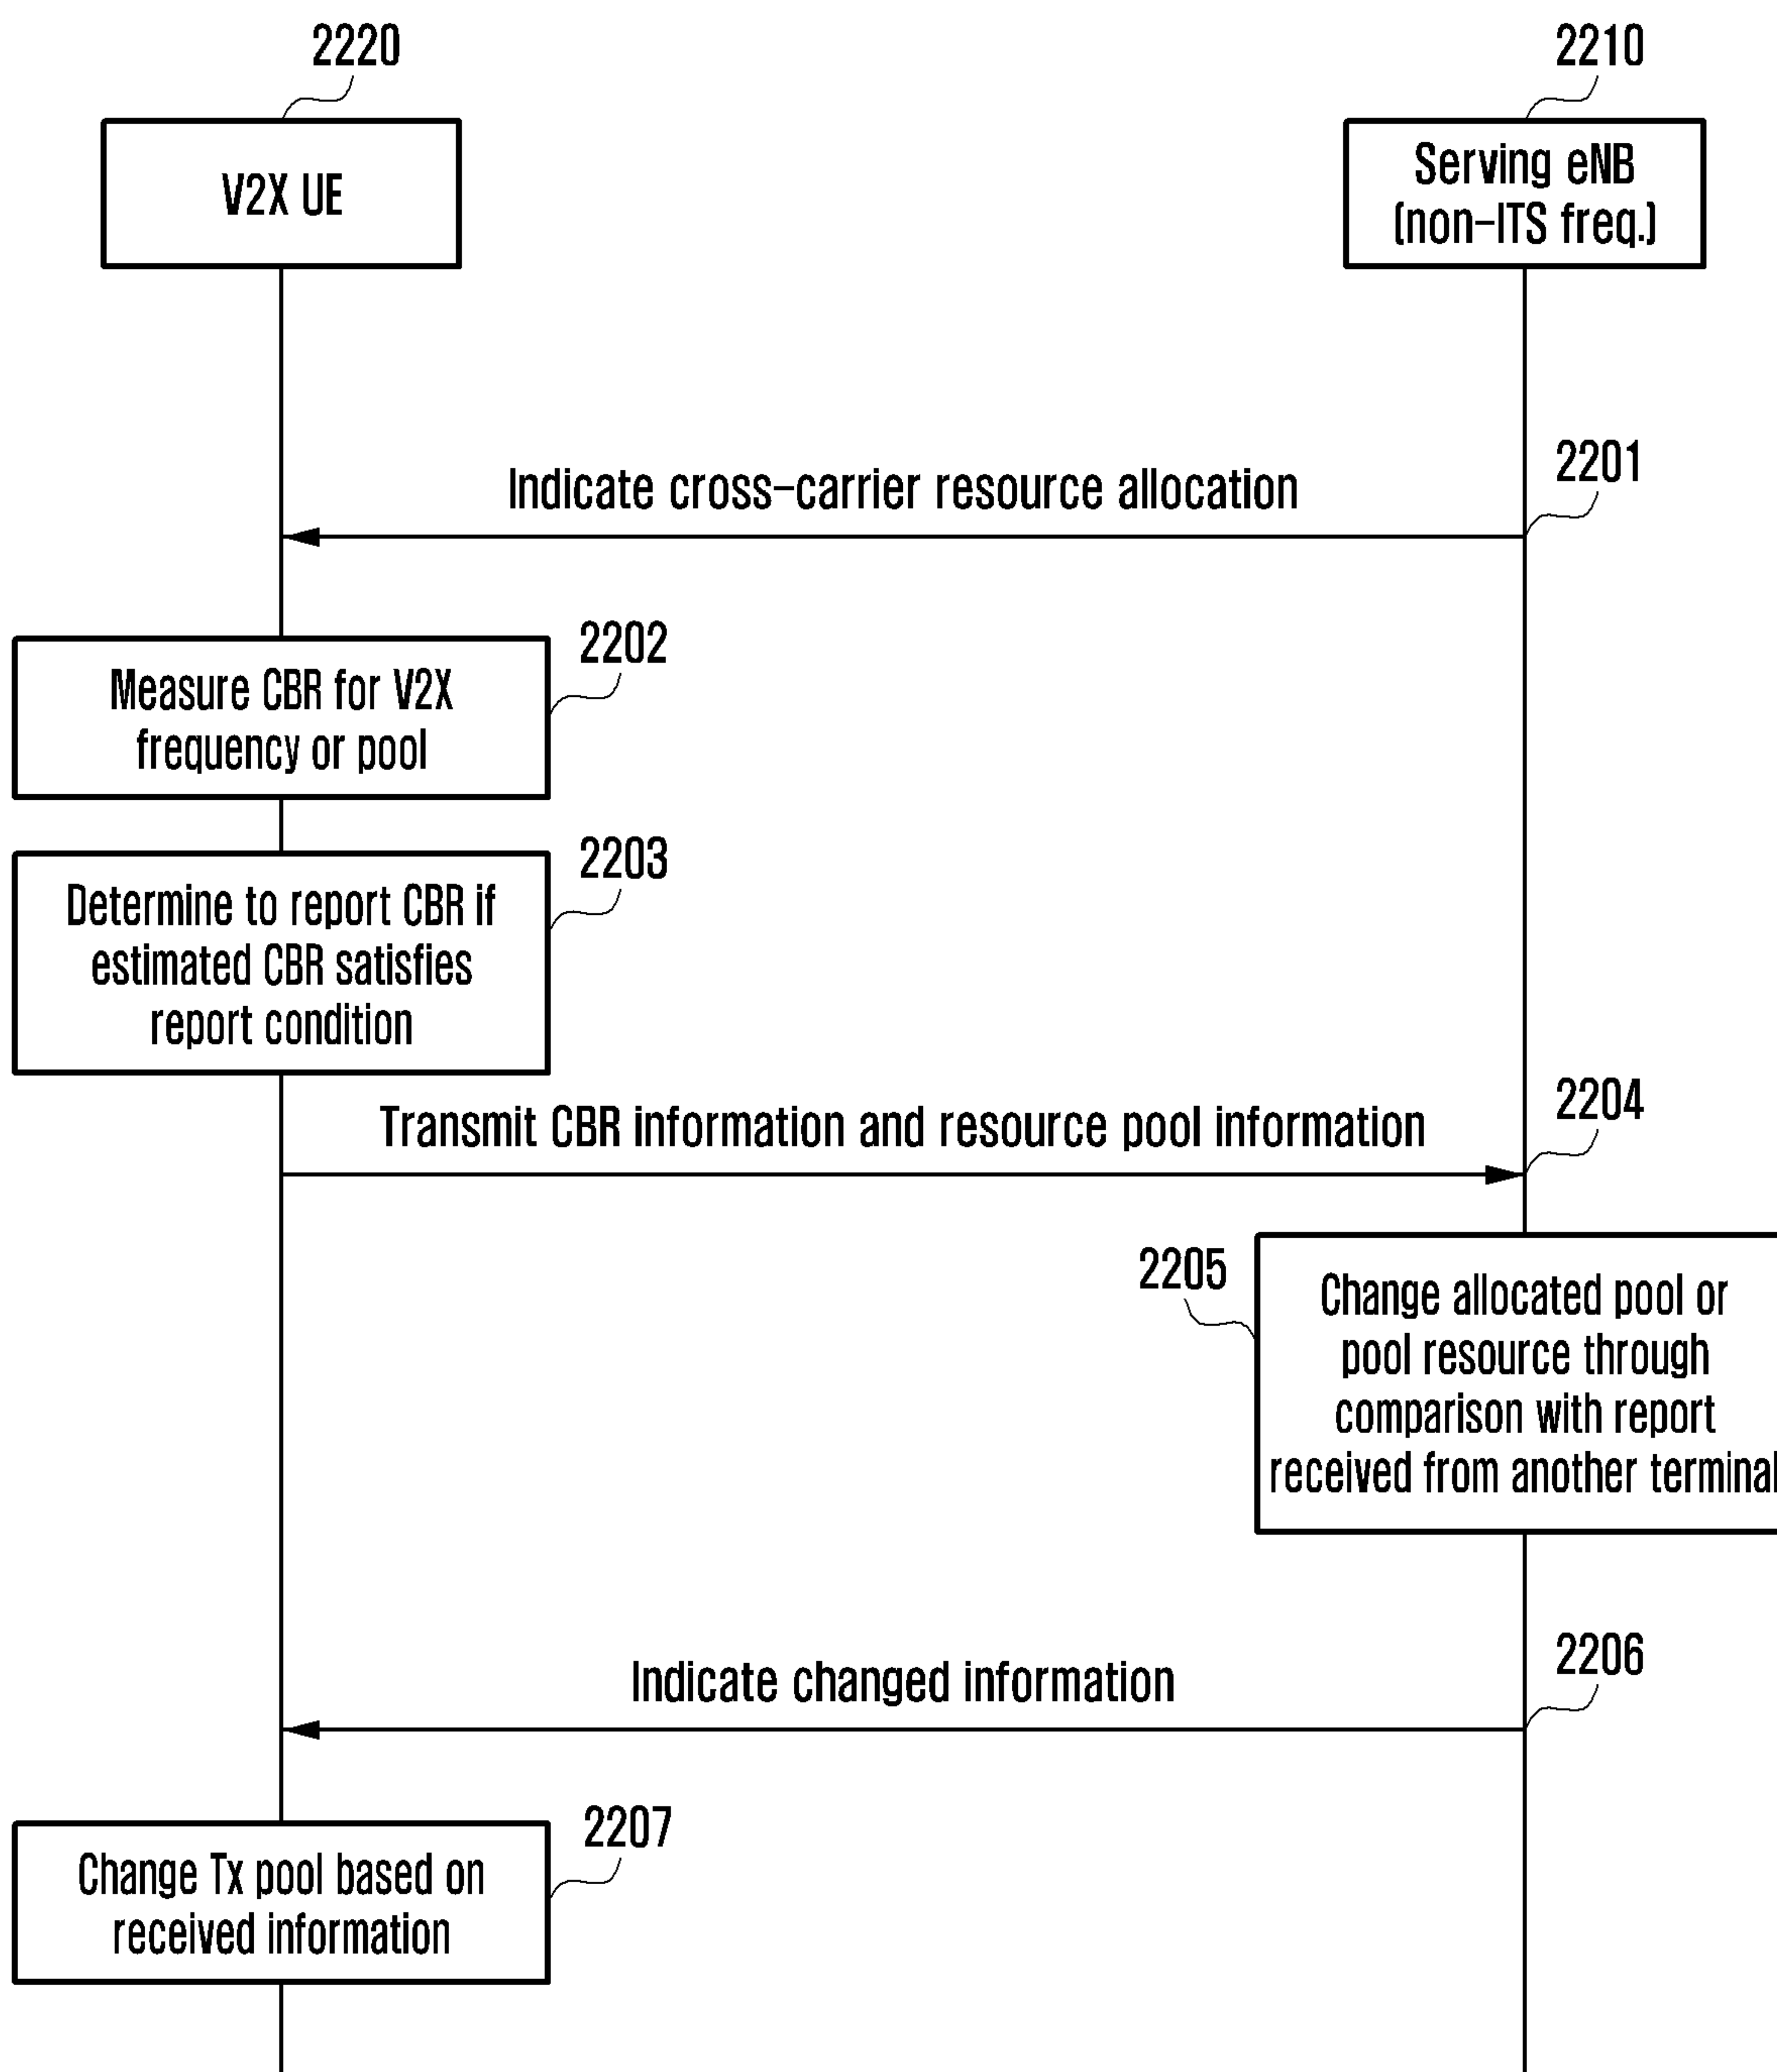 2220
2210
V2X UE
Serving eNB
(non-ITS freq.)
2201
Indicate cross-carrier resource allocation
2202
Measure CBR for V2X
frequency or pool
2203
Determine to report CBR if
estimated CBR satisfies
report condition
2204
Transmit CBR information and resource pool information
2205
Change allocated pool or
pool resource through
comparison with report
received from another terminal
2206
Indicate changed information
2207
Change Tx pool based on
received information